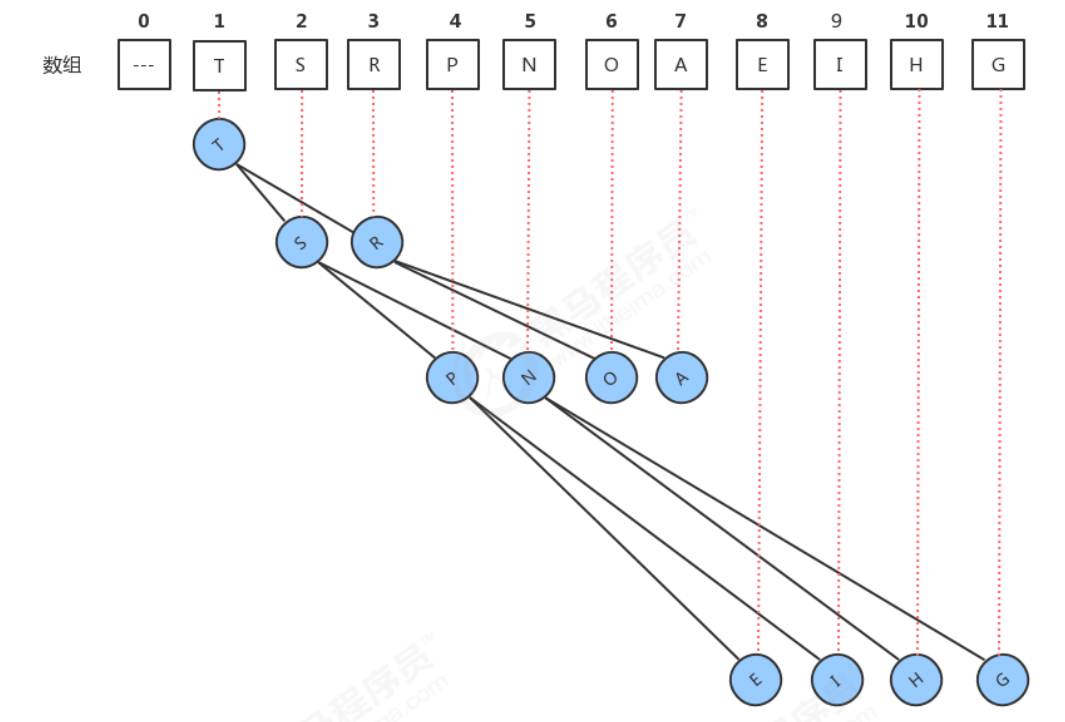 0 1 2 3 4 5 6 7 8 9 10 11
数组 --- T S R P N O A E I H G
T
S R
黑马程序员
www.itheima.com
P N O A
E I H G